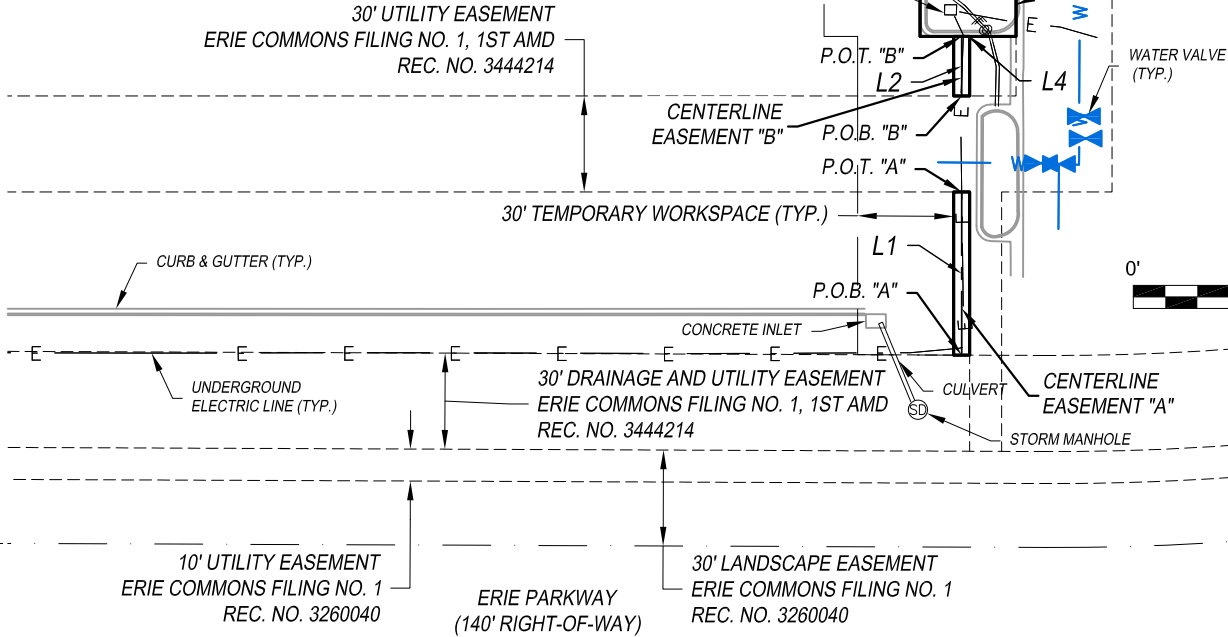 30' UTILITY EASEMENT
ERIE COMMONS FILING NO. 1, 1ST AMD
REC. NO. 3444214
E
W
P.O.T. "B"
L2
L4
WATER VALVE
(TYP.)
CENTERLINE
EASEMENT "B"
P.O.B. "B"
E
W
P.O.T. "A"
W
30' TEMPORARY WORKSPACE (TYP.)
E
L1
CURB & GUTTER (TYP.)
0'
P.O.B. "A"
CONCRETE INLET
E
E E E E E E E E E
UNDERGROUND
ELECTRIC LINE (TYP.)
30' DRAINAGE AND UTILITY EASEMENT
ERIE COMMONS FILING NO. 1, 1ST AMD
REC. NO. 3444214
CULVERT
CENTERLINE
EASEMENT "A"
SD
STORM MANHOLE
10' UTILITY EASEMENT
ERIE COMMONS FILING NO. 1
REC. NO. 3260040
ERIE PARKWAY
(140' RIGHT-OF-WAY)
30' LANDSCAPE EASEMENT
ERIE COMMONS FILING NO. 1
REC. NO. 3260040